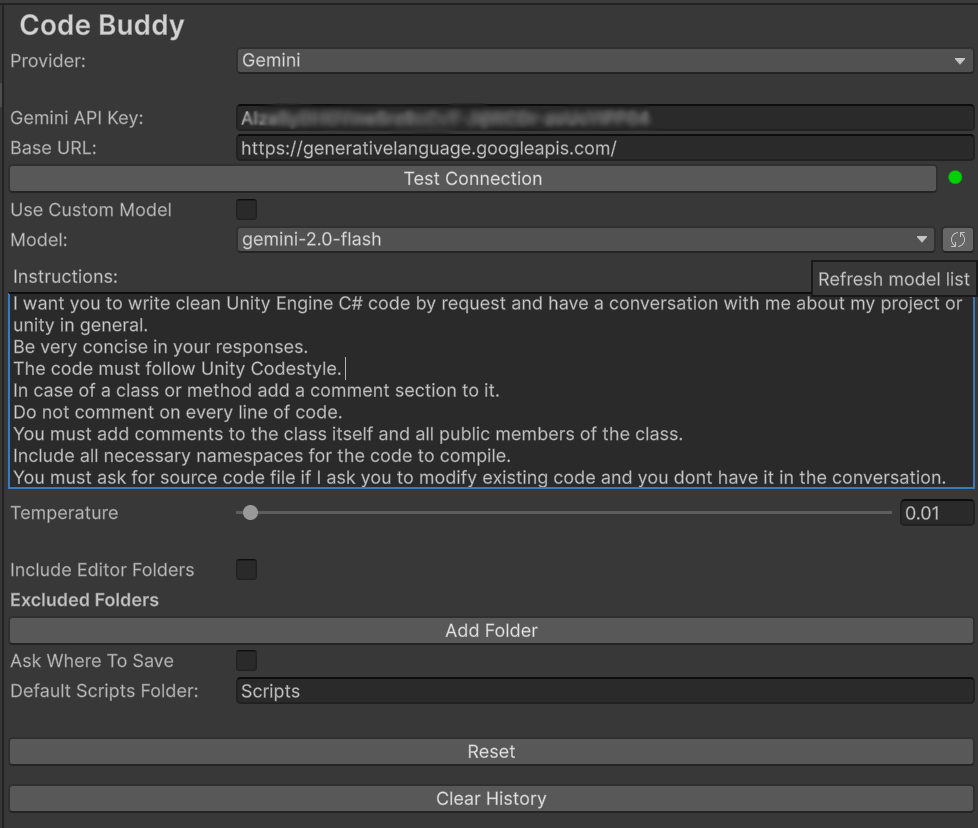 Code Buddy
Provider: Gemini
Gemini API Key:
Base URL: https://generativelanguage.googleapis.com/
Test Connection
Use Custom Model
Model: gemini-2.0-flash
Instructions:
Refresh model list
I want you to write clean Unity Engine C# code by request and have a conversation with me about my project or
unity in general.
Be very concise in your responses.
The code must follow Unity Codestyle.
In case of a class or method add a comment section to it.
Do not comment on every line of code.
You must add comments to the class itself and all public members of the class.
Include all necessary namespaces for the code to compile.
You must ask for source code file if I ask you to modify existing code and you dont have it in the conversation.
Temperature 0.01
Include Editor Folders
Excluded Folders
Add Folder
Ask Where To Save
Default Scripts Folder: Scripts
Reset
Clear History